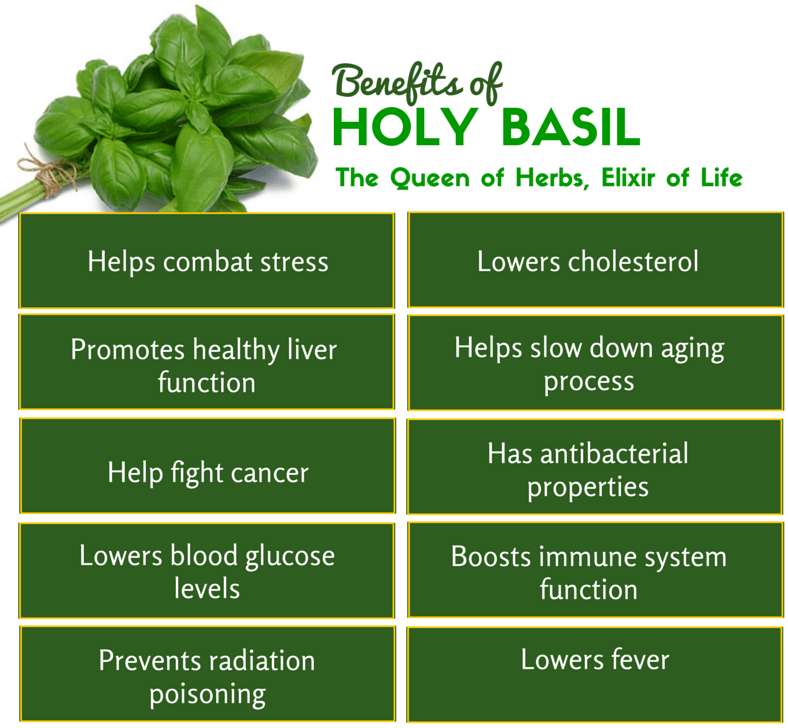 Benefits of
HOLY BASIL
The Queen of Herbs, Elixir of Life
Helps combat stress
Lowers cholesterol
Promotes healthy liver
function
Helps slow down aging
process
Help fight cancer
Has antibacterial
properties
Lowers blood glucose
levels
Boosts immune system
function
Prevents radiation
poisoning
Lowers fever